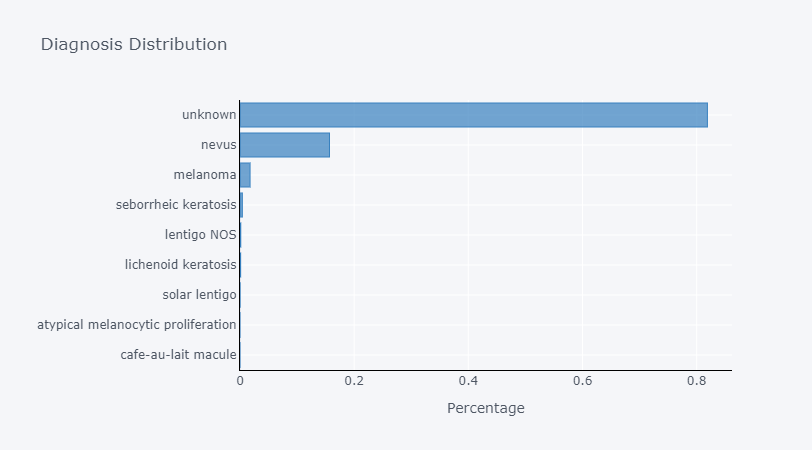 Diagnosis Distribution
unknown
nevus
melanoma
seborrheic keratosis
lentigo NOS
lichenoid keratosis
solar lentigo
atypical melanocytic proliferation
cafe-au-lait macule
0 0.2 0.4 0.6 0.8
Percentage